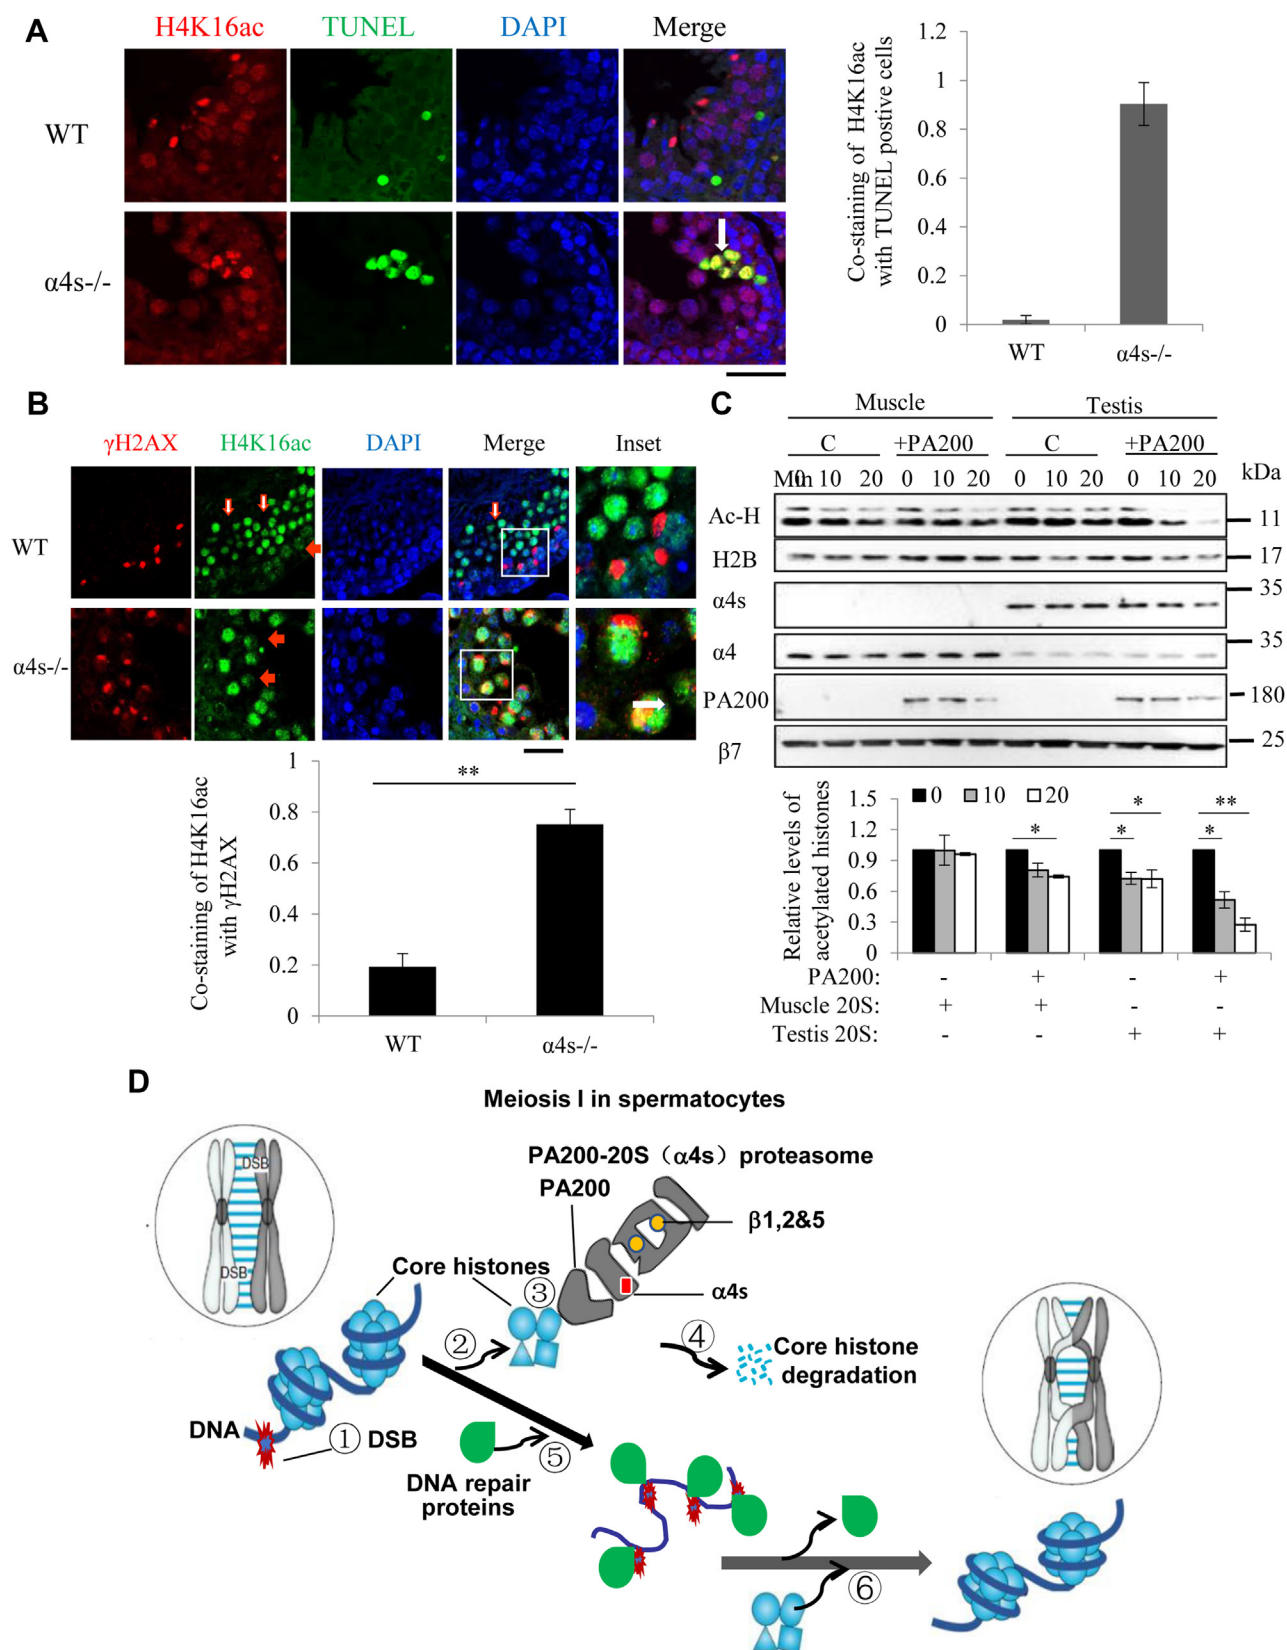 A
H4K16ac
TUNEL
DAPI
Merge
WT
α4s-/-
Co-staining of H4K16ac
with TUNEL postive cells
1.2
1
0.8
0.6
0.4
0.2
0
WT
α4s-/-
B
γH2AX
H4K16ac
DAPI
Merge
Inset
WT
α4s-/-
Co-staining of H4K16ac
with γH2AX
1
0.8
0.6
0.4
0.2
0
**
WT
α4s-/-
C
Muscle
Testis
C
+PA200
C
+PA200
Min
0 10 20 0 10 20 0 10 20 0 10 20
kDa
Ac-H
11
H2B
17
α4s
35
α4
35
PA200
180
β7
25
Relative levels of
acetylated histones
1.5
1.2
0.9
0.6
0.3
0
0 10 20
*
*
*
**
*
PA200: - + - +
Muscle 20S: + + - -
Testis 20S: - - + +
D
Meiosis I in spermatocytes
PA200-20S（α4s）proteasome
PA200
β1,2&5
α4s
DSB
DSB
Core histones
③
②
④
Core histone
degradation
DNA
① DSB
⑤
DNA repair
proteins
⑥